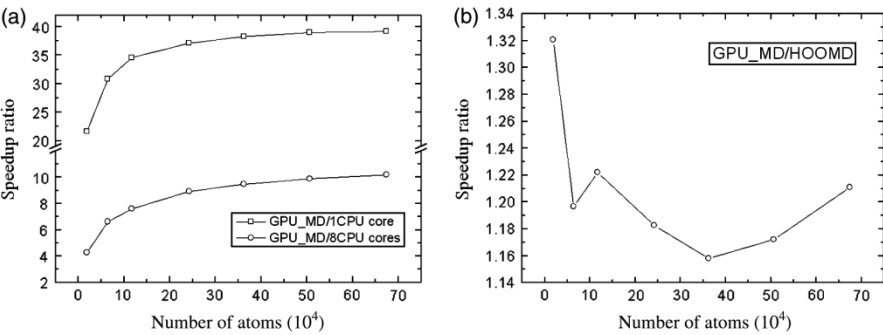 (a)
Speedup ratio
40
35
30
25
20
10
8
6
4
2
GPU_MD/1CPU core
GPU_MD/8CPU cores
0 10 20 30 40 50 60 70
Number of atoms (10⁴)
(b)
Speedup ratio
1.34
1.32
1.30
1.28
1.26
1.24
1.22
1.20
1.18
1.16
1.14
GPU_MD/HOOMD
0 10 20 30 40 50 60 70
Number of atoms (10⁴)